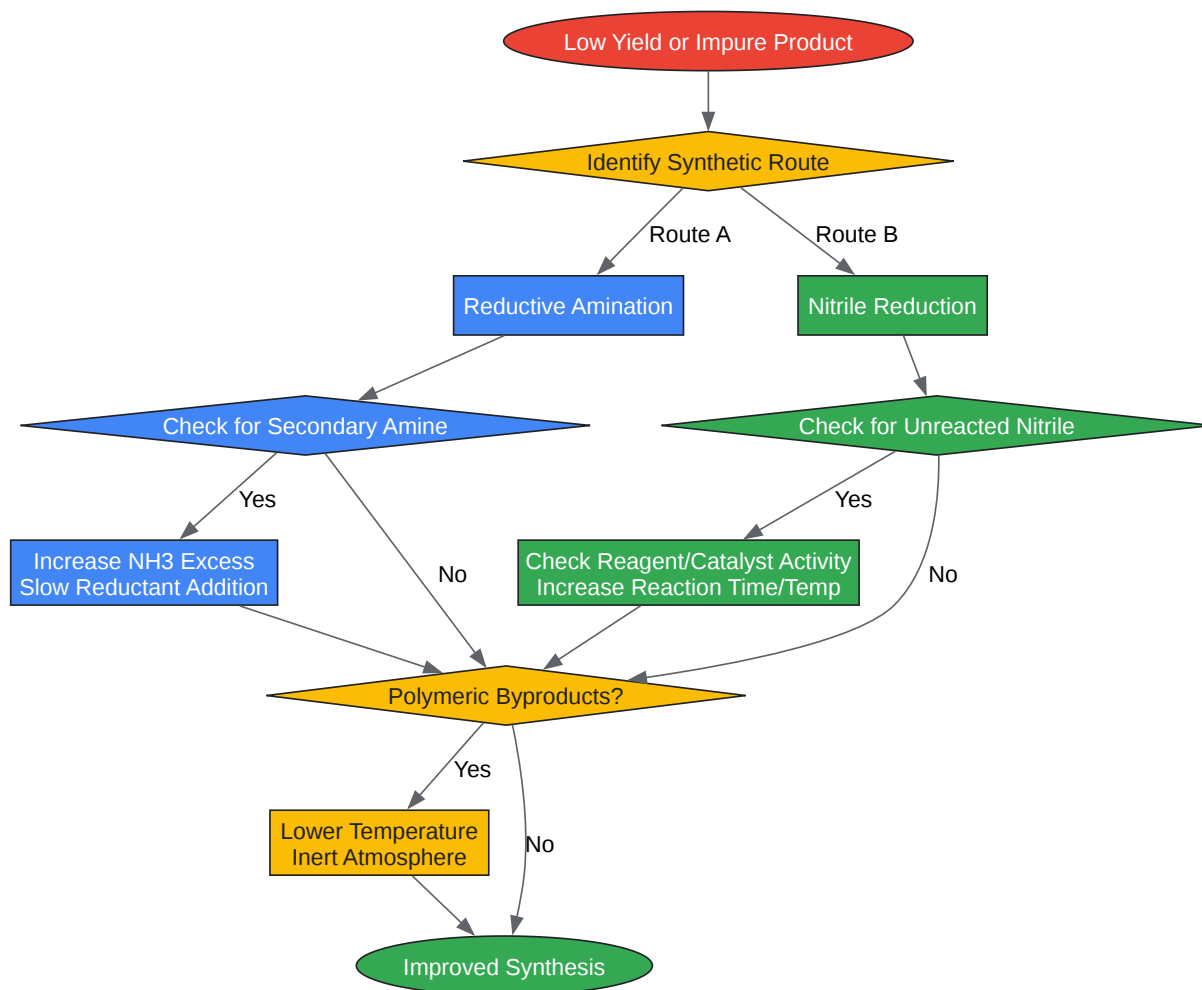 Low Yield or Impure Product
Identify Synthetic Route
Route A
Route B
Reductive Amination
Nitrile Reduction
Check for Secondary Amine
Check for Unreacted Nitrile
Yes
Yes
Increase NH3 Excess
Slow Reductant Addition
No
Check Reagent/Catalyst Activity
Increase Reaction Time/Temp
No
Polymeric Byproducts?
Yes
Lower Temperature
Inert Atmosphere
No
Improved Synthesis